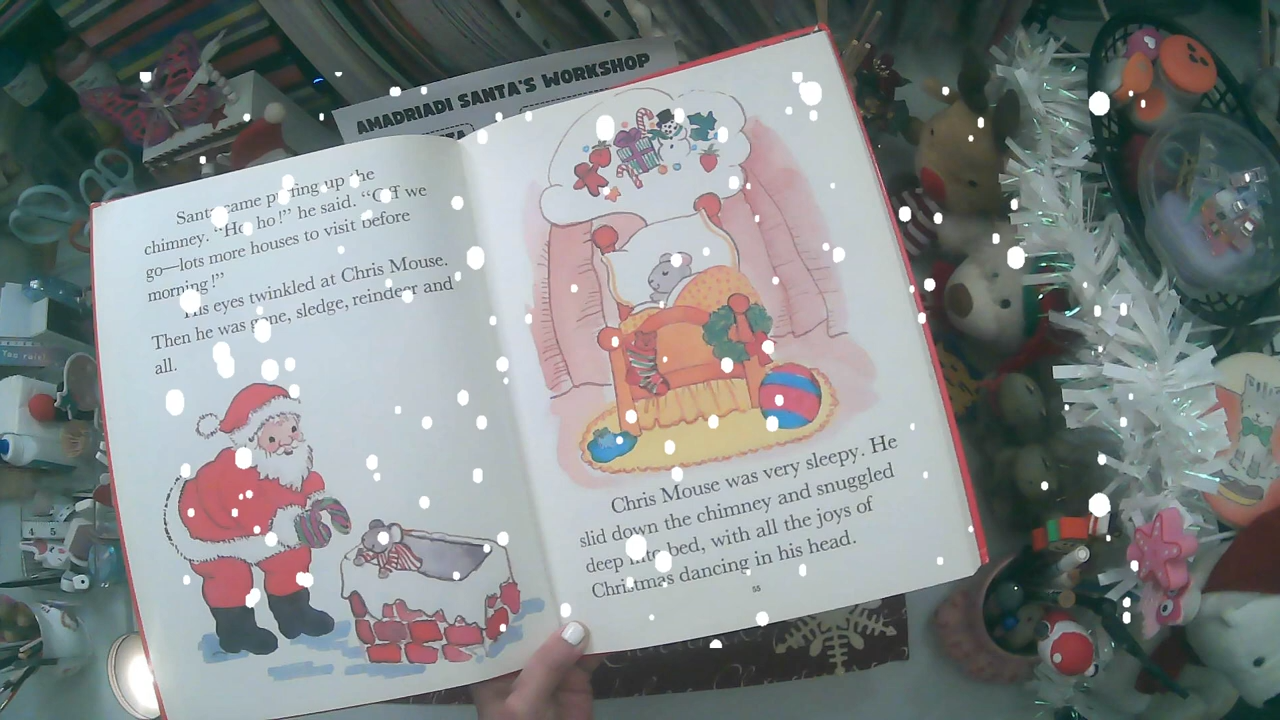 AMADRIADI SANTA'S WORKSHOP
Santa came puffing up the
chimney. "Ho, ho!" he said. "Off we
go—lots more houses to visit before
morning!"
His eyes twinkled at Chris Mouse.
Then he was gone, sledge, reindeer and
all.
Chris Mouse was very sleepy. He
slid down the chimney and snuggled
deep into bed, with all the joys of
Christmas dancing in his head.
55